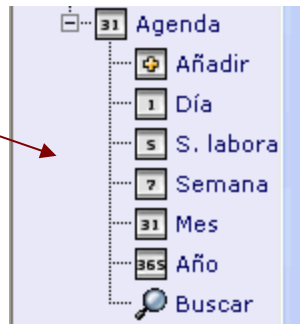 31 Agenda
Añadir
1 Día
5 S. labora
7 Semana
31 Mes
365 Año
Buscar